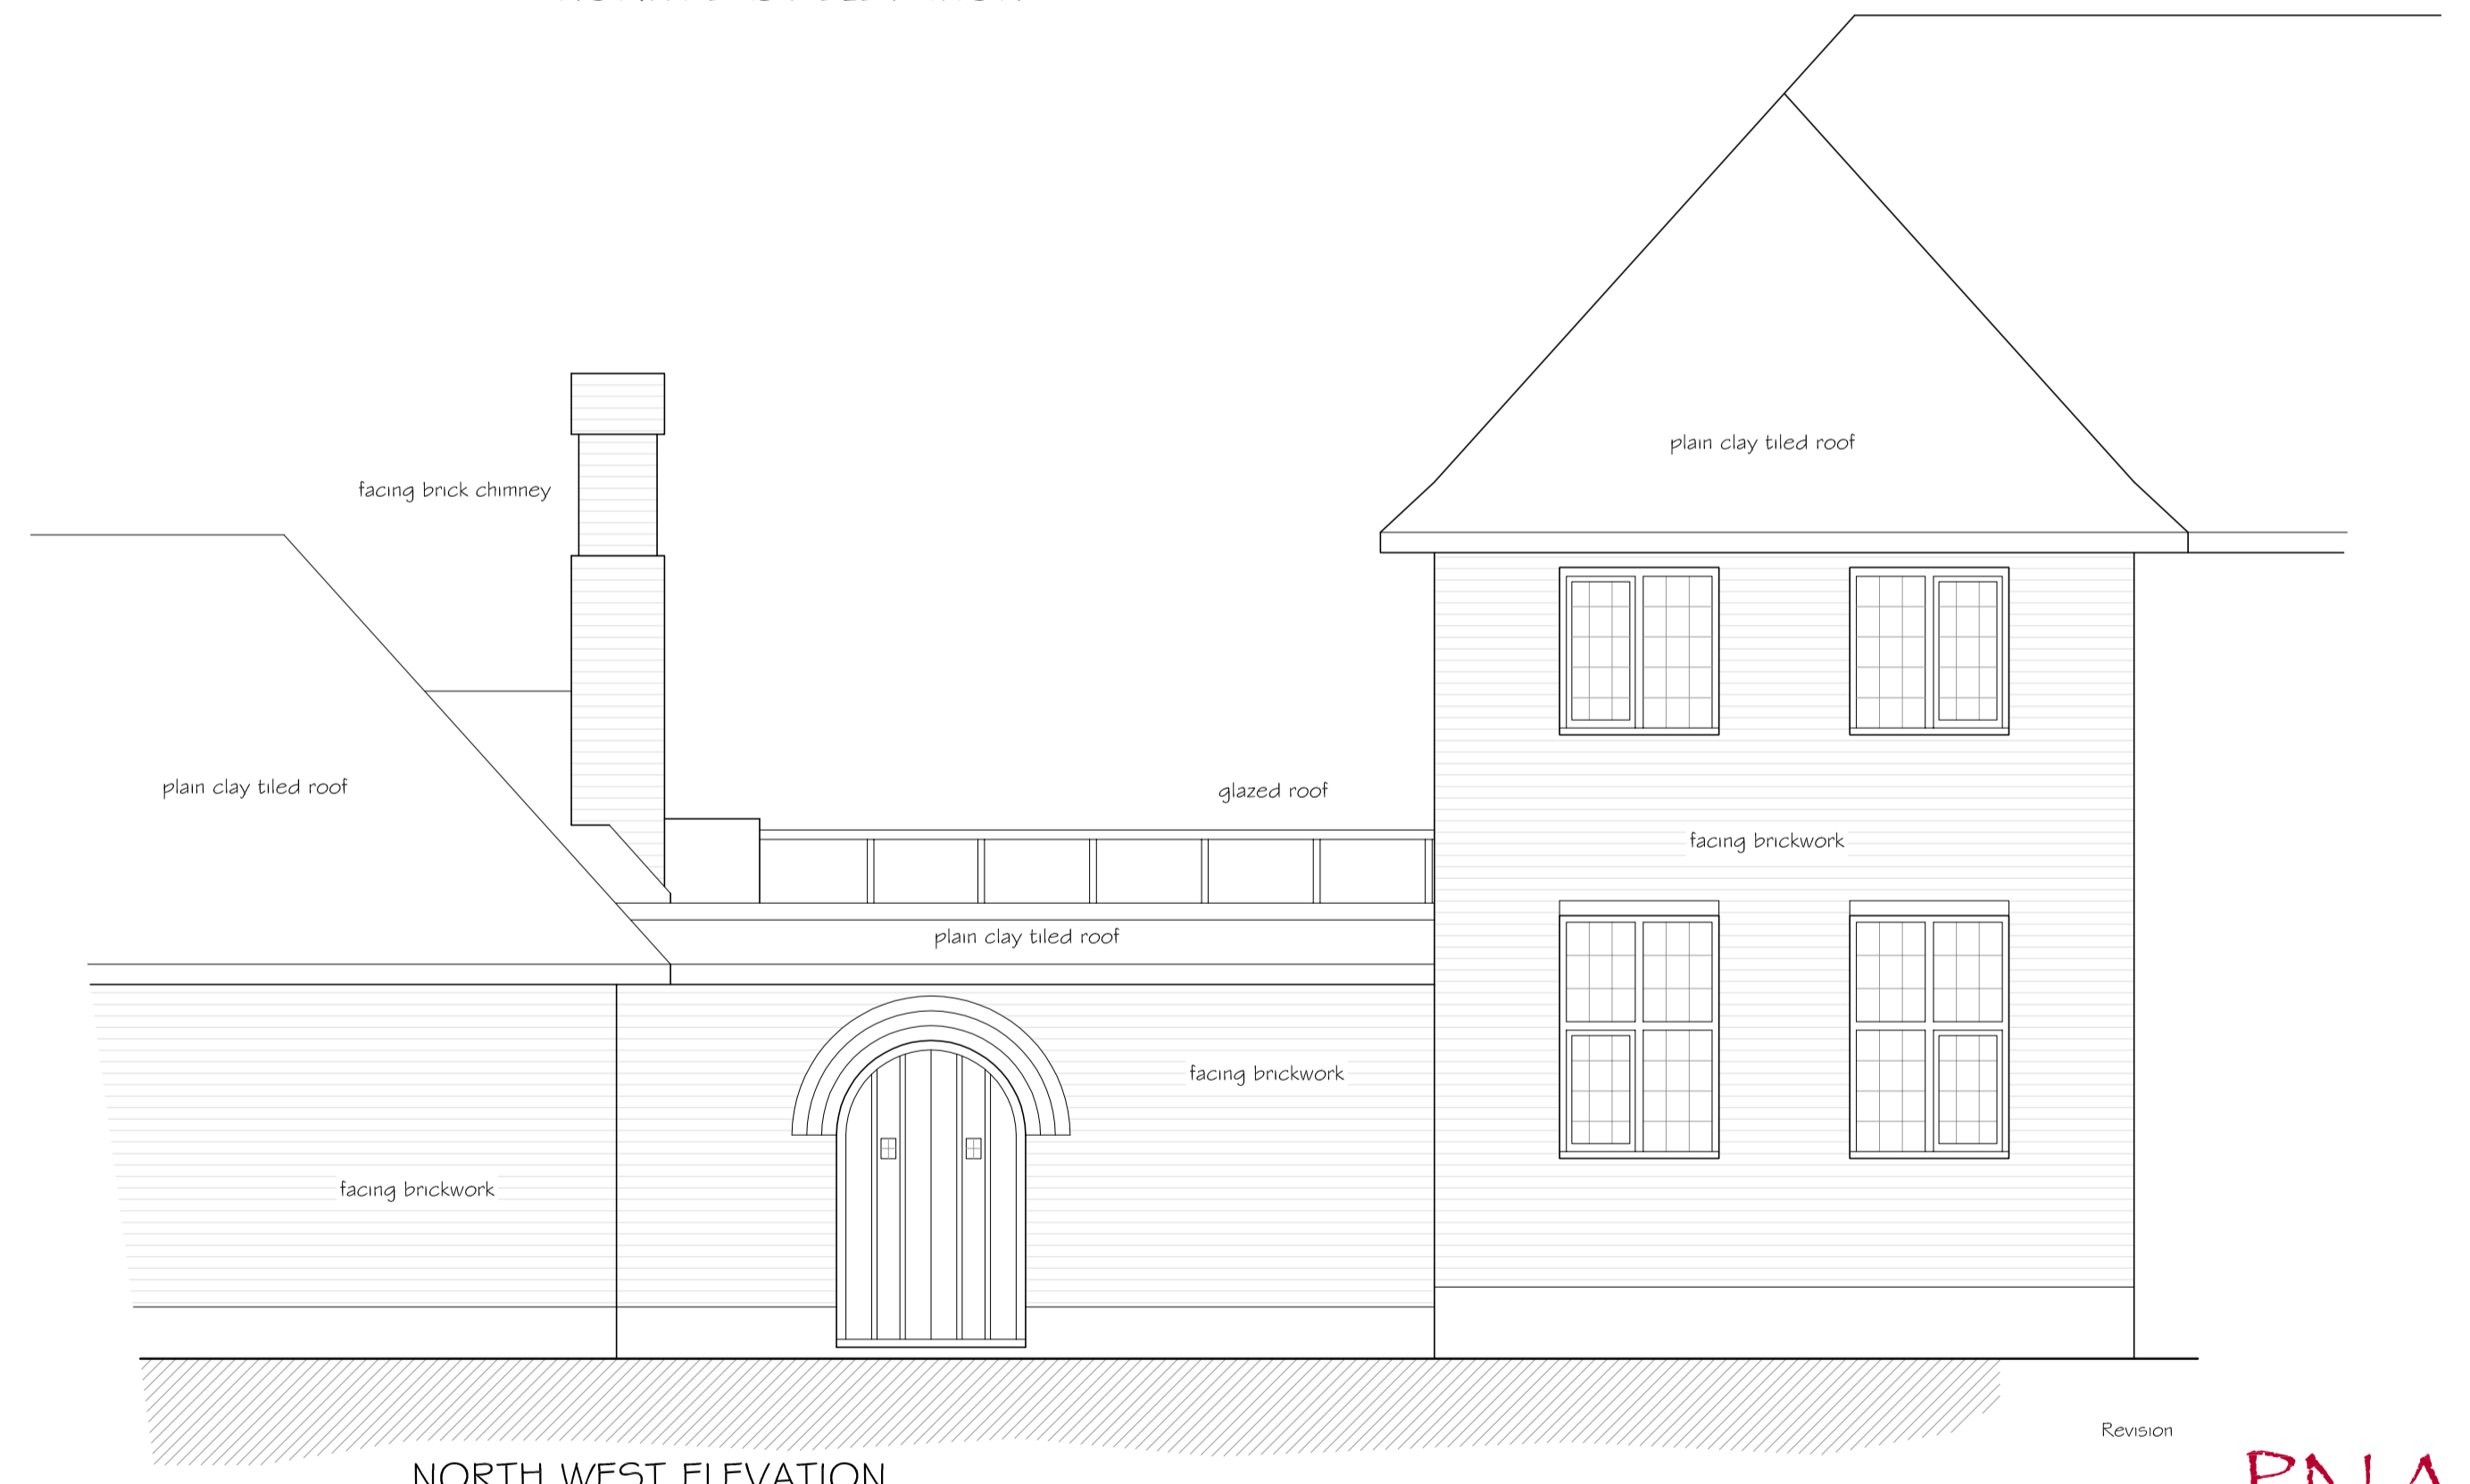 plain clay tiled roof
facing brick chimney
plain clay tiled roof
glazed roof
facing brickwork
plain clay tiled roof
facing brickwork
facing brickwork
Revision
NORTH WEST ELEVATION